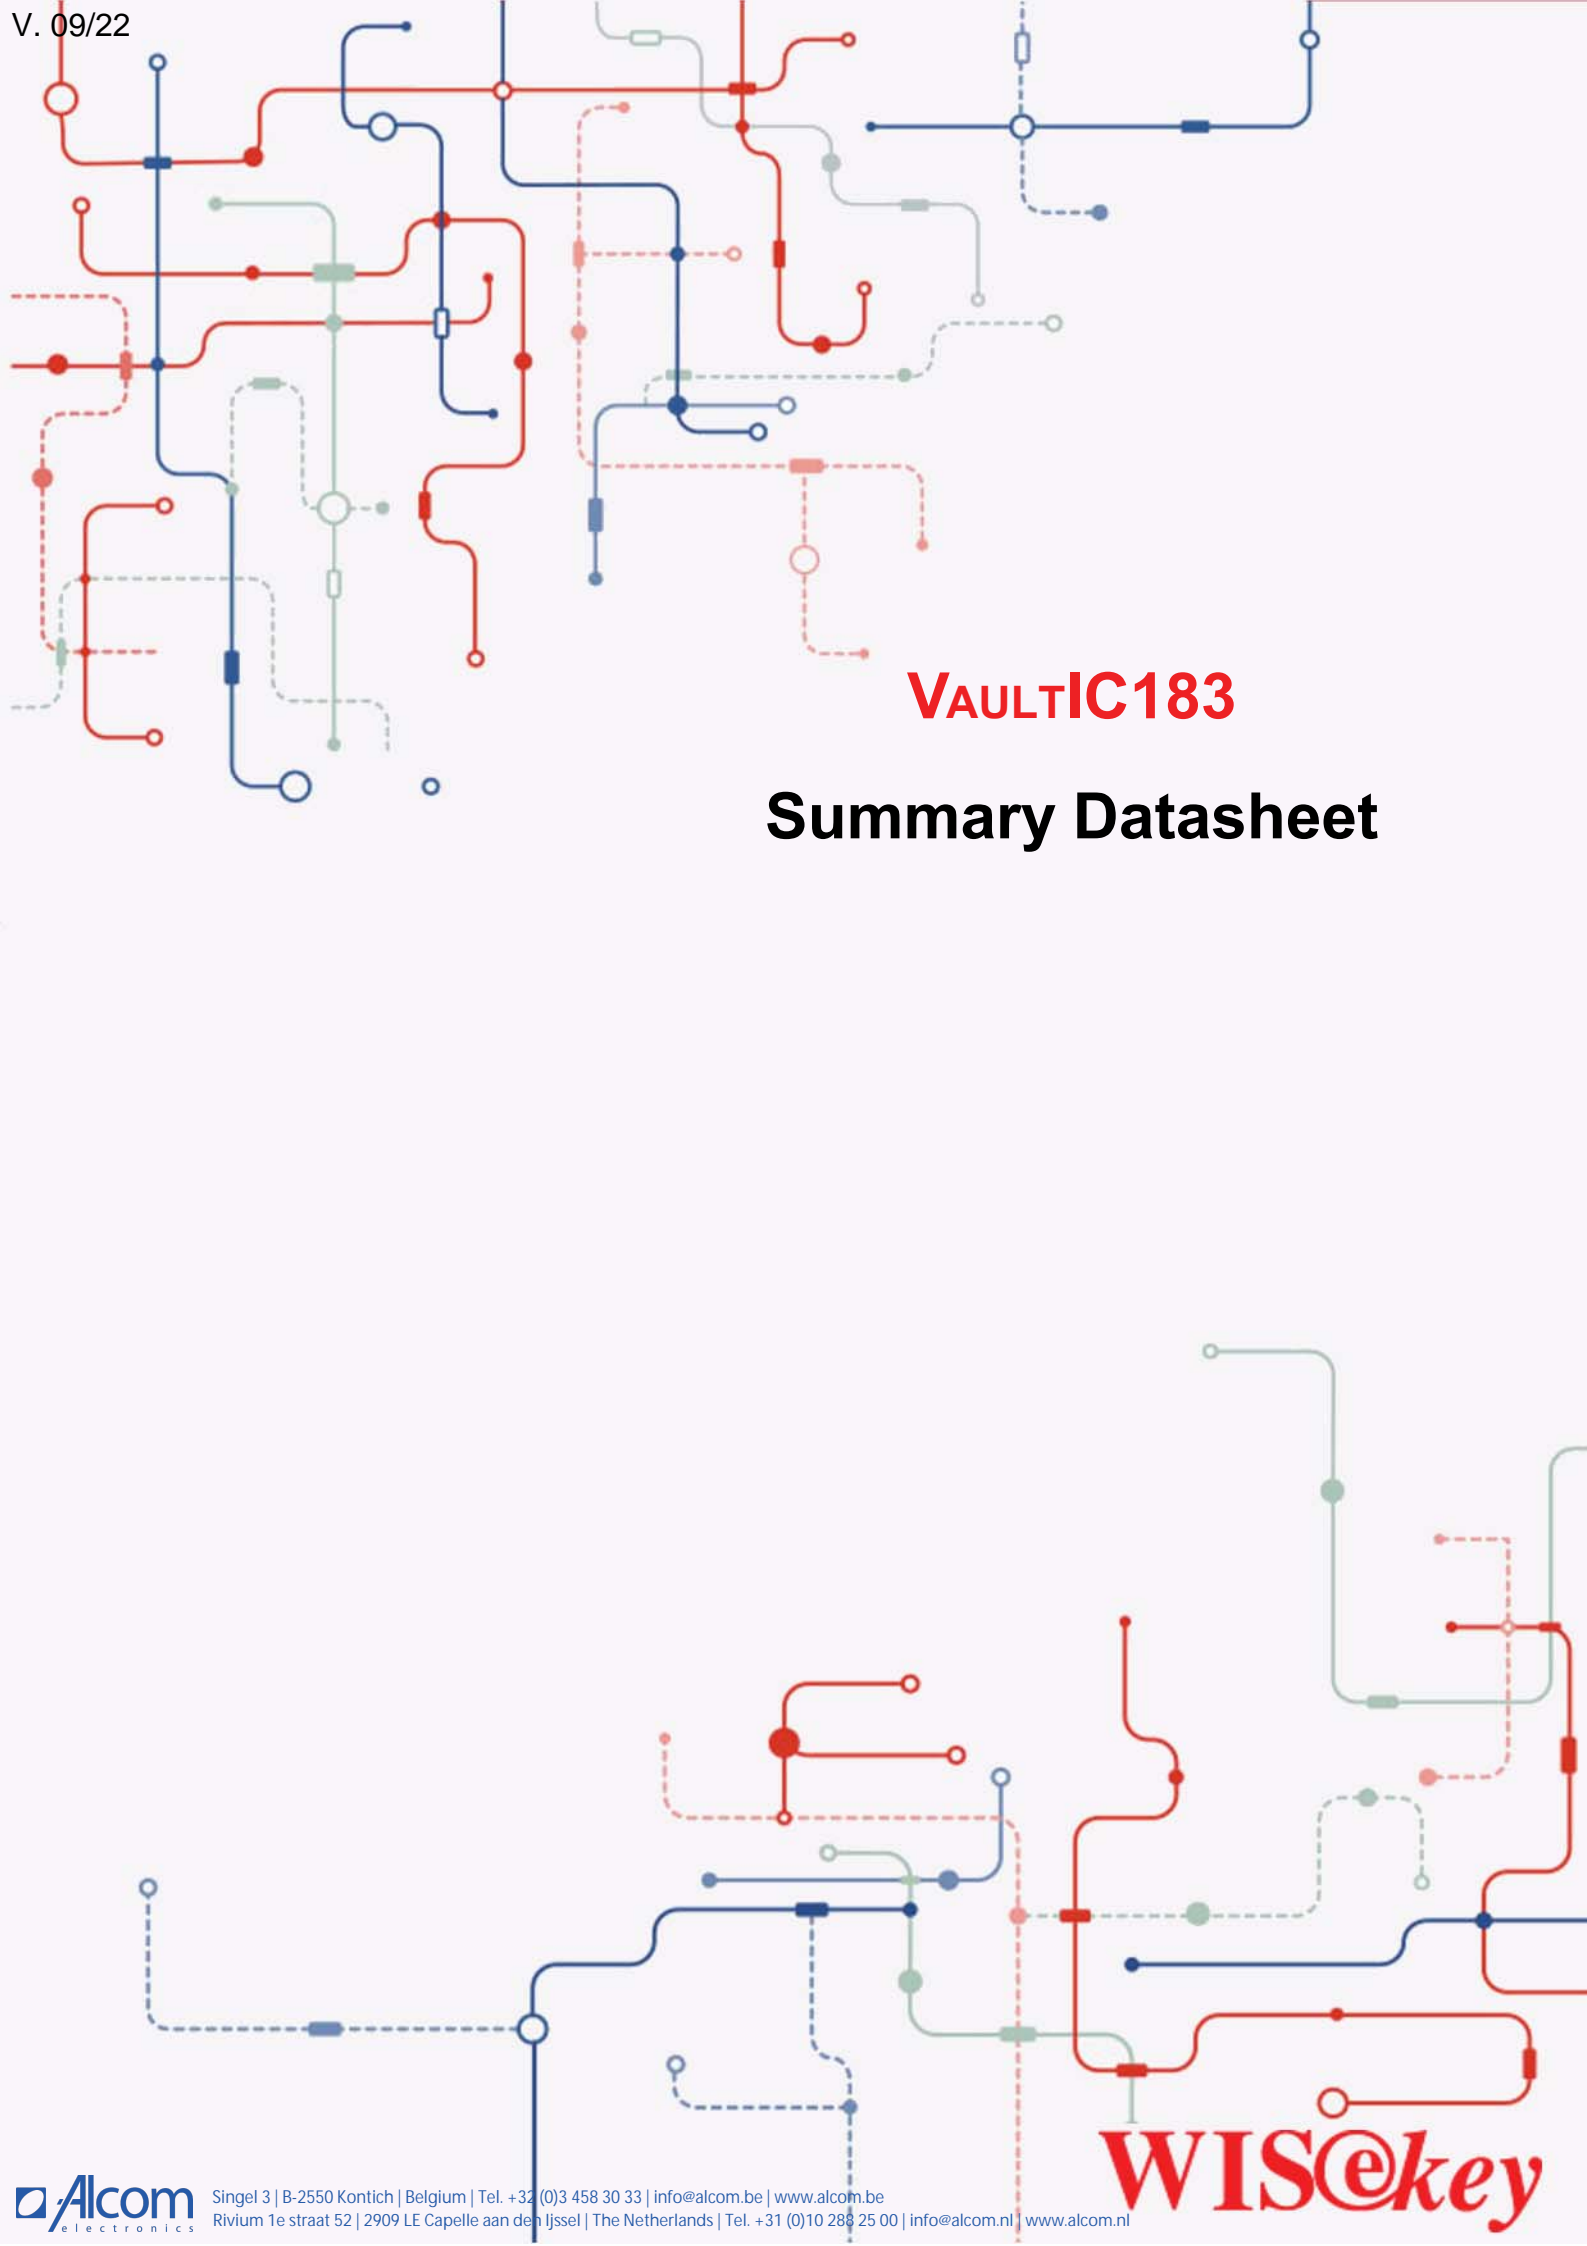 V. 09/22
VAULTIC183
Summary Datasheet
WISekey
Alcom
electronics
Singel 3 | B-2550 Kontich | Belgium | Tel. +32 (0)3 458 30 33 | info@alcom.be | www.alcom.be
Rivium 1e straat 52 | 2909 LE Capelle aan den Ijssel | The Netherlands | Tel. +31 (0)10 288 25 00 | info@alcom.nl | www.alcom.nl